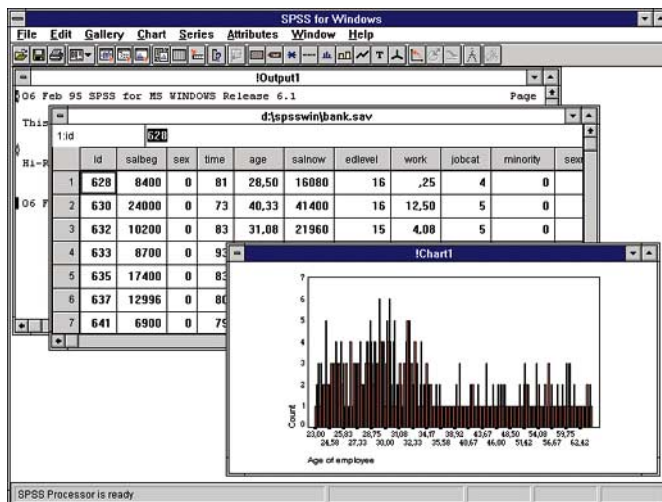 SPSS for Windows
File Edit Gallery Chart Series Attributes Window Help
!Output1
06 Feb 95 SPSS for MS WINDOWS Release 6.1 Page
This
Hi-R
06 F
d:\spsswin\bank.sav
1:id 628
id salbeg sex time age salnow edlevel work jobcat minority
1 628 8400 0 81 28,50 16080 16 ,25 4 0
2 630 24000 0 73 40,33 41400 16 12,50 5 0
3 632 10200 0 83 31,08 21960 15 4,08 5 0
4 633 8700 0 93
5 635 17400 0 83
6 637 12996 0 80
7 641 6900 0 79
!Chart1
7
6
5
4
3
2
1
0
Count
23,00 25,83 28,75 31,08 34,17 38,92 43,67 48,50 54,08 59,75
24,58 27,33 30,00 32,33 35,58 40,67 46,00 51,42 56,67 62,42
Age of employee
SPSS Processor is ready